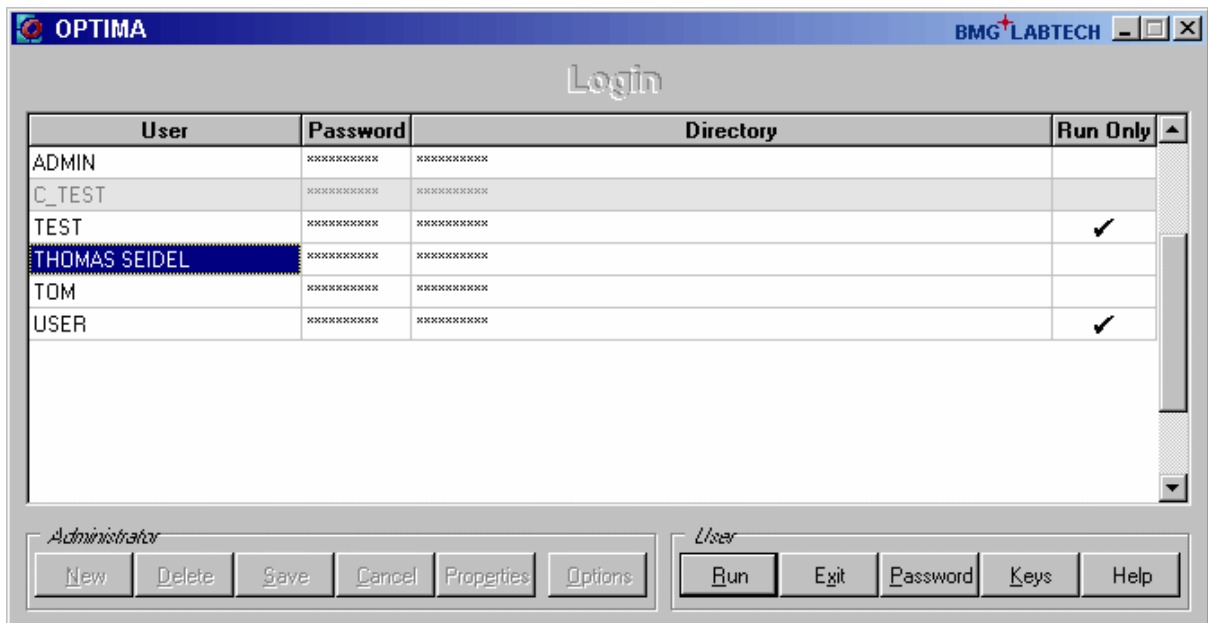 OPTIMA BMG LABTECH
Login
User Password Directory Run Only
ADMIN ********** **********
C_TEST ********** **********
TEST ********** ********** ✓
THOMAS SEIDEL ********** **********
TOM ********** **********
USER ********** ********** ✓
Administrator User
New Delete Save Cancel Properties Options Run Exit Password Keys Help